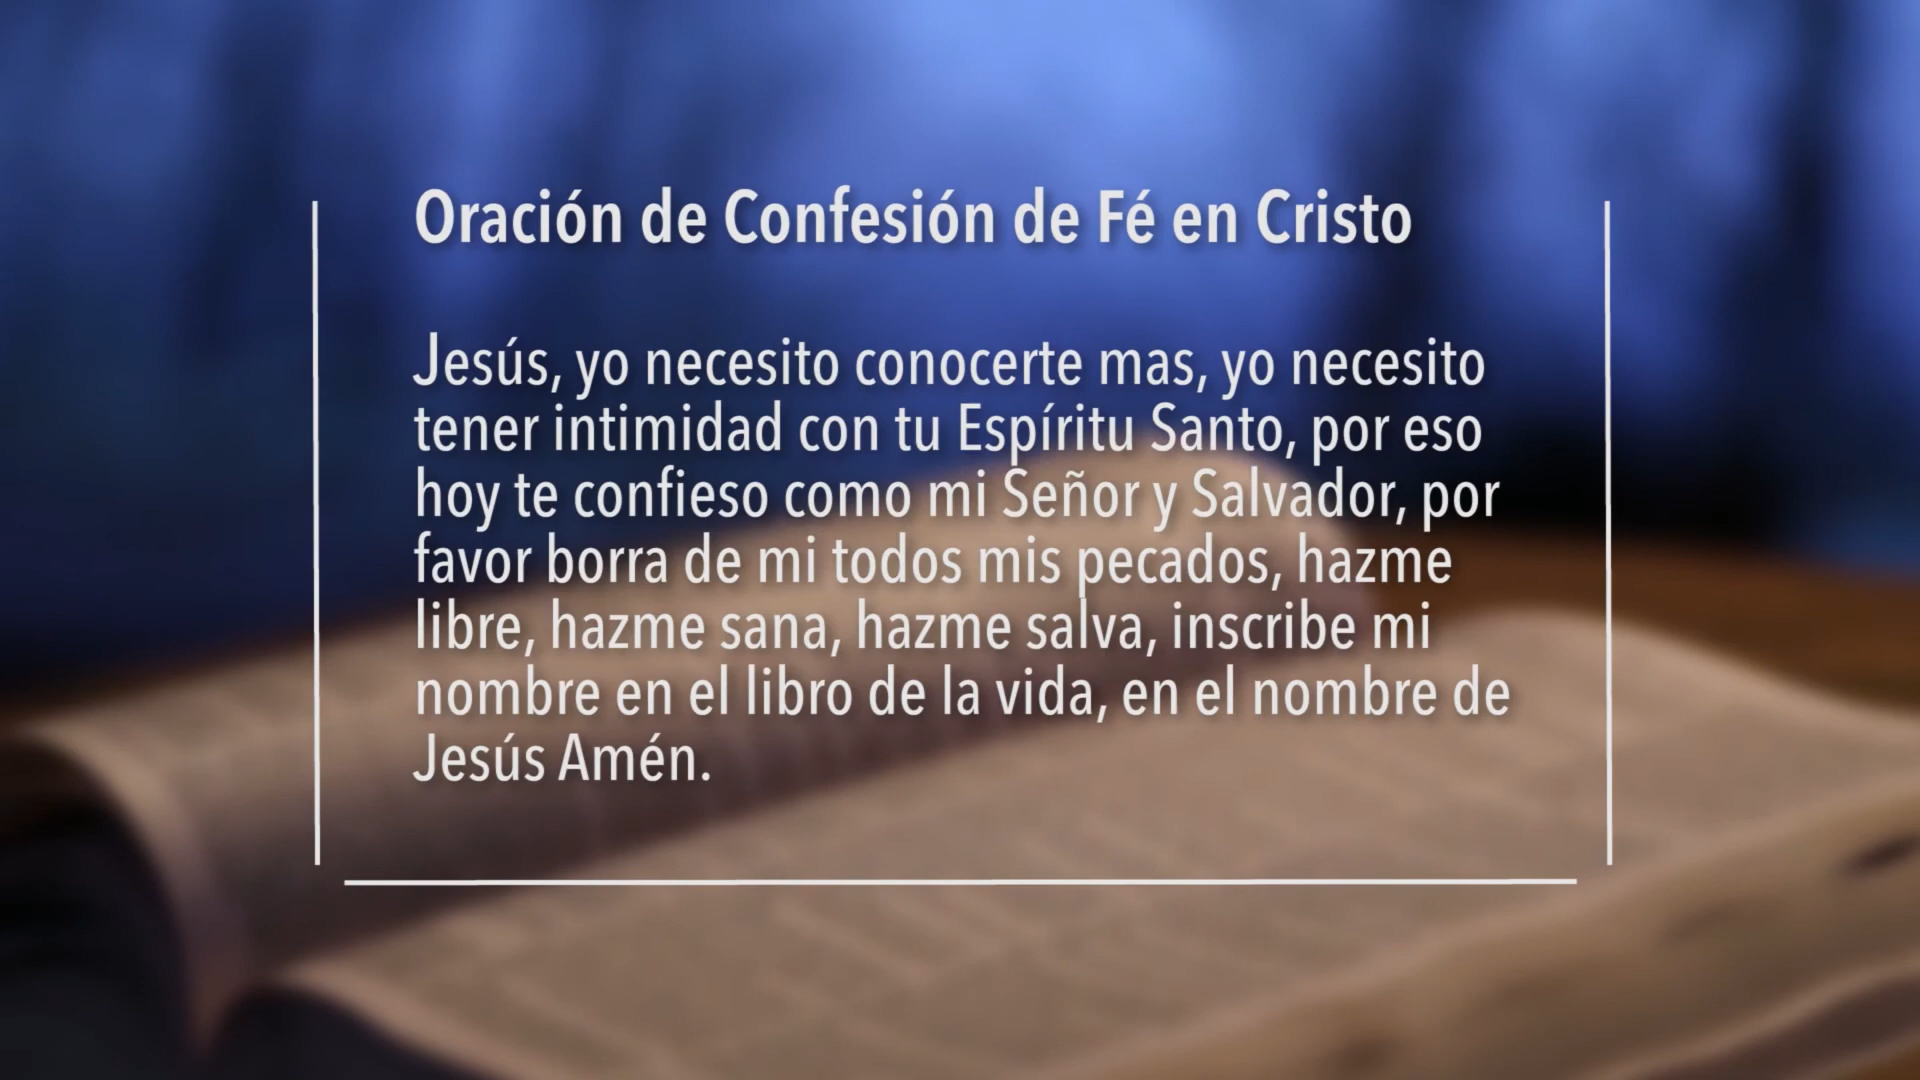 Oración de Confesión de Fé en Cristo
Jesús, yo necesito conocerte mas, yo necesito
tener intimidad con tu Espíritu Santo, por eso
hoy te confieso como mi Señor y Salvador, por
favor borra de mi todos mis pecados, hazme
libre, hazme sana, hazme salva, inscribe mi
nombre en el libro de la vida, en el nombre de
Jesús Amén.